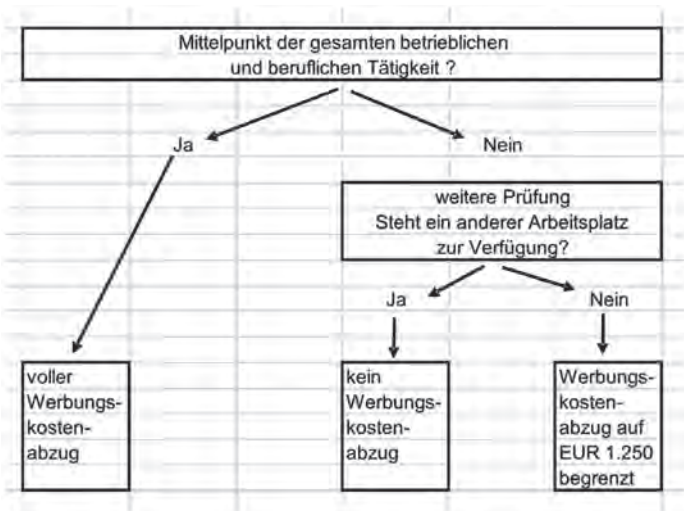 Mittelpunkt der gesamten betrieblichen
und beruflichen Tätigkeit ?
Ja
Nein
weitere Prüfung
Steht ein anderer Arbeitsplatz
zur Verfügung?
Ja
Nein
voller
Werbungs-
kosten-
abzug
kein
Werbungs-
kosten-
abzug
Werbungs-
kosten-
abzug auf
EUR 1.250
begrenzt